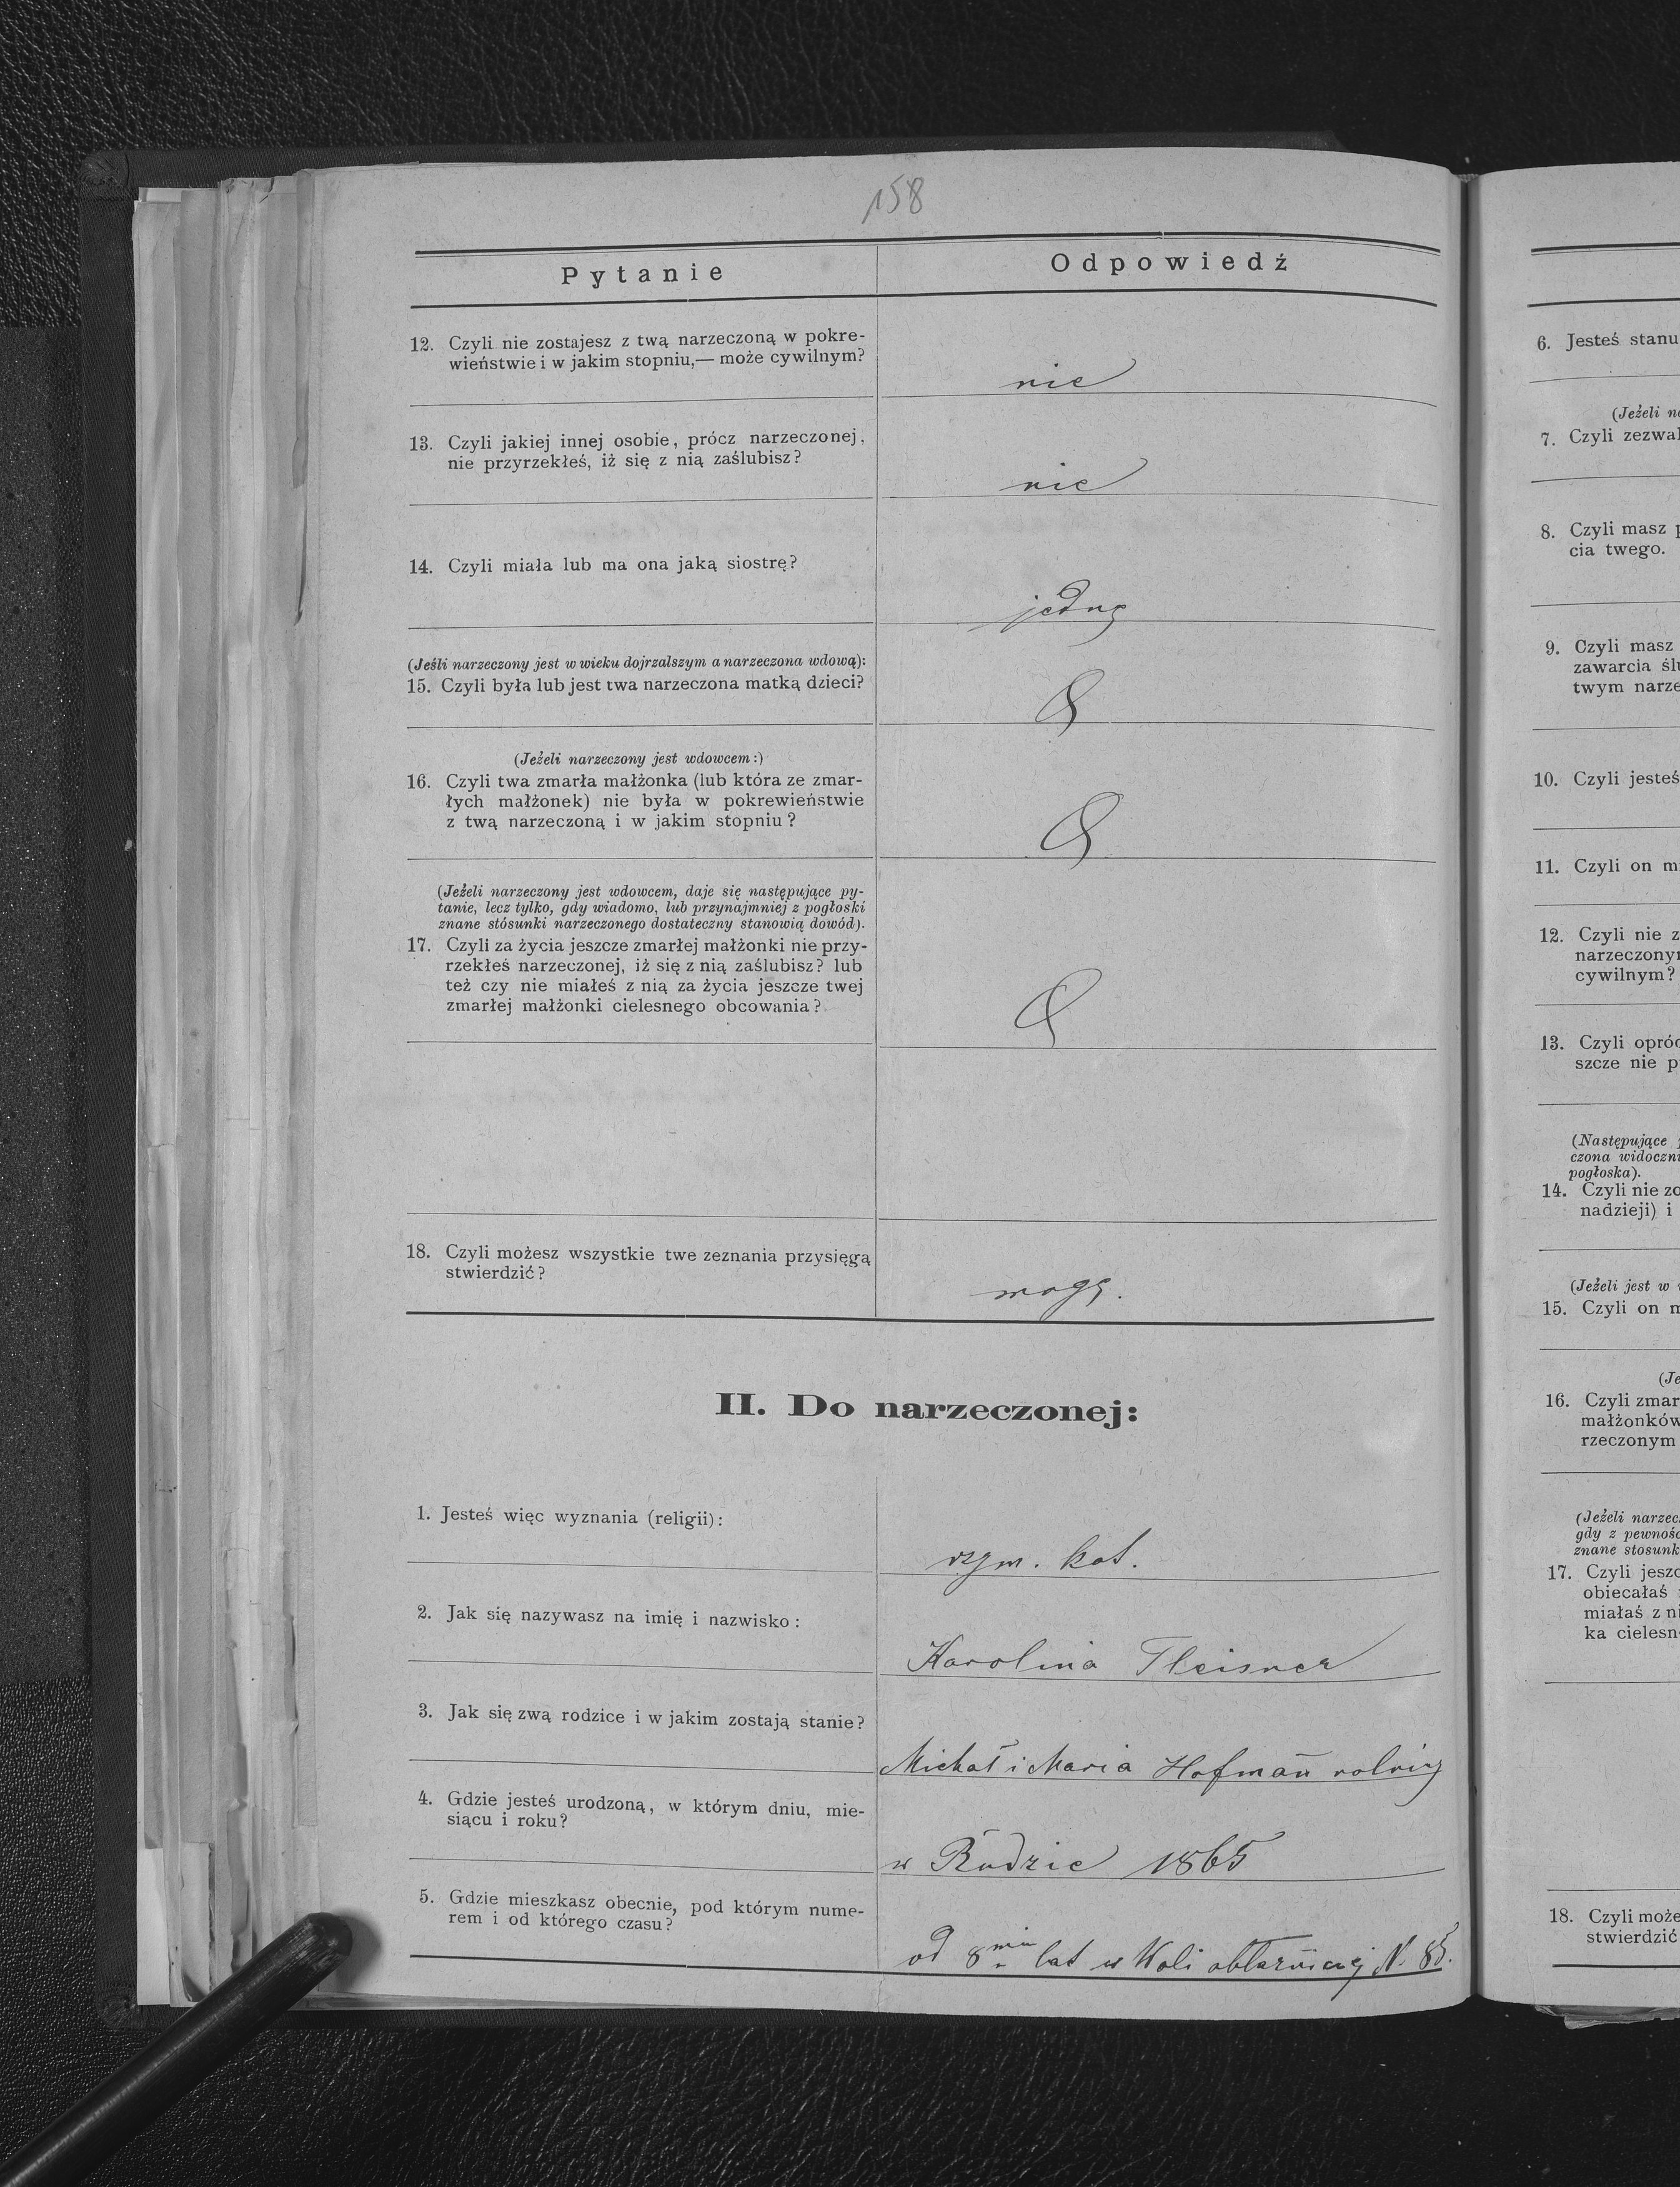 158
Pytanie
Odpowiedź
12. Czyli nie zostajesz z twą narzeczoną w pokre-
wieństwie i w jakim stopniu,— może cywilnym?
nie
13. Czyli jakiej innej osobie, prócz narzeczonej,
nie przyrzekłeś, iż się z nią zaślubisz?
nie
14. Czyli miała lub ma ona jaką siostrę?
jedną
(Jeśli narzeczony jest w wieku dojrzalszym a narzeczona wdową):
15. Czyli była lub jest twa narzeczona matką dzieci?
(Jeżeli narzeczony jest wdowcem:)
16. Czyli twa zmarła małżonka (lub która ze zmar-
łych małżonek) nie była w pokrewieństwie
z twą narzeczoną i w jakim stopniu?
(Jeżeli narzeczony jest wdowcem, daje się następujące py-
tanie, lecz tylko, gdy wiadomo, lub przynajmniej z pogłoski
znane stósunki narzeczonego dostateczny stanowią dowód).
17. Czyli za życia jeszcze zmarłej małżonki nie przy-
rzekłeś narzeczonej, iż się z nią zaślubisz? lub
też czy nie miałeś z nią za życia jeszcze twej
zmarłej małżonki cielesnego obcowania?
18. Czyli możesz wszystkie twe zeznania przysięgą
stwierdzić?
mogę.
II. Do narzeczonej:
1. Jesteś więc wyznania (religii):
rzym. kat.
2. Jak się nazywasz na imię i nazwisko:
Karolina Fleisner
3. Jak się zwą rodzice i w jakim zostają stanie?
Michał i Maria Hofman̄ rolnicy
4. Gdzie jesteś urodzoną, w którym dniu, mie-
siącu i roku?
w Rudzie 1865
5. Gdzie mieszkasz obecnie, pod którym nume-
rem i od którego czasu?
od 8miu lat w Woli N. 85.
6. Jesteś stanu
(Jeżeli
7. Czyli
8. Czyli masz
cia twego.
9. Czyli masz
zawarcia
twym
10. Czyli jesteś
11. Czyli on
12. Czyli nie
cywilnym?
13. Czyli
szcze nie
(Następujące
pogłoska).
14. Czyli nie
nadzieji) i
(Jeżeli jest w
15. Czyli on
16. Czyli
małżonków
rzeczonym
(Jeżeli
gdy z
znane
17. Czyli
obiecałaś
miałaś z
ka
18. Czyli
stwierdzić